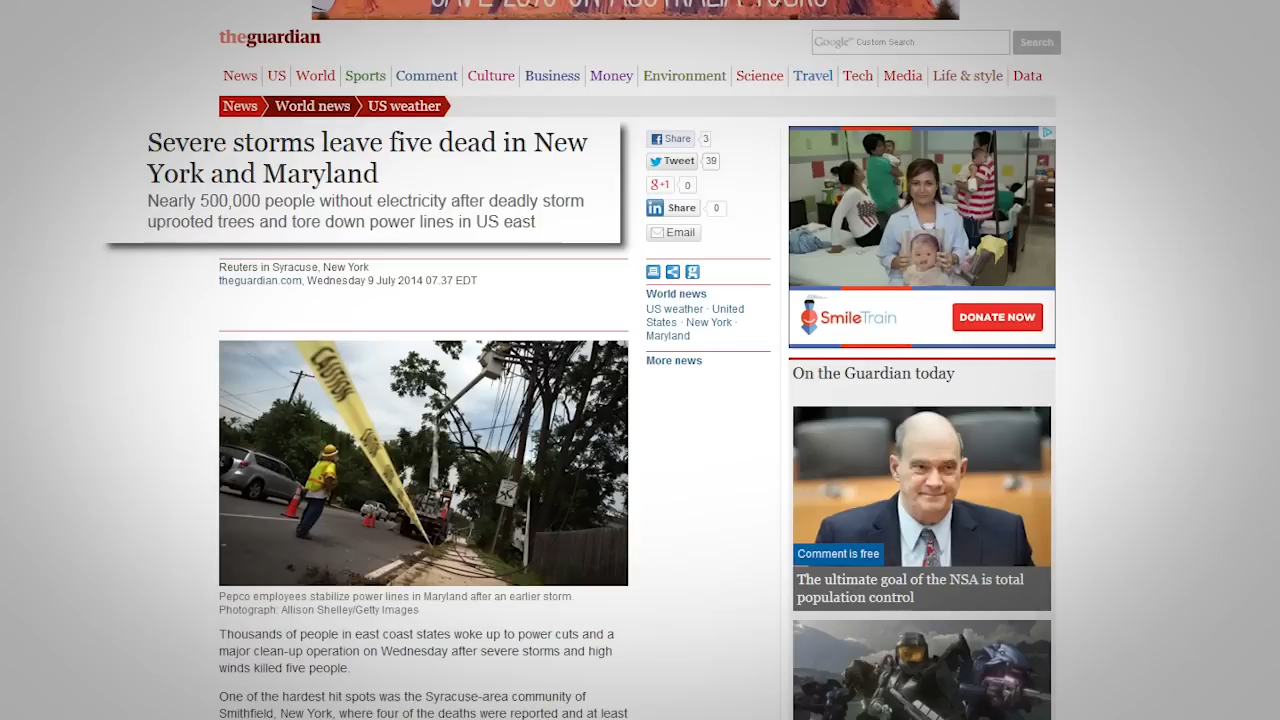 SAVE 20% ON AUSTRALIA TOURS
theguardian
Google Custom Search
Search
News US World Sports Comment Culture Business Money Environment Science Travel Tech Media Life & style Data
News World news US weather
Severe storms leave five dead in New
York and Maryland
Nearly 500,000 people without electricity after deadly storm
uprooted trees and tore down power lines in US east
Reuters in Syracuse, New York
theguardian.com, Wednesday 9 July 2014 07.37 EDT
CAUTION
Pepco employees stabilize power lines in Maryland after an earlier storm.
Photograph: Allison Shelley/Getty Images
Thousands of people in east coast states woke up to power cuts and a
major clean-up operation on Wednesday after severe storms and high
winds killed five people.
One of the hardest hit spots was the Syracuse-area community of
Smithfield, New York, where four of the deaths were reported and at least
Share 3
Tweet 39
g+1 0
in Share 0
Email
World news
US weather · United
States · New York ·
Maryland
More news
SmileTrain
DONATE NOW
On the Guardian today
Comment is free
The ultimate goal of the NSA is total
population control